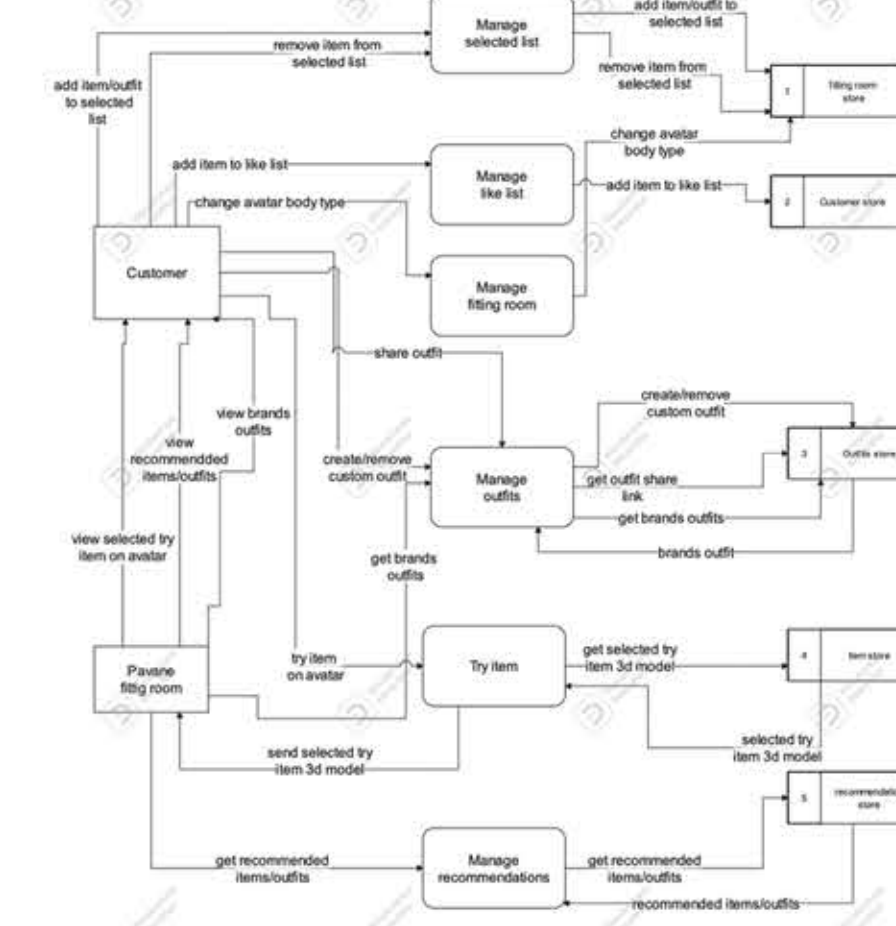 add item/outfit to
selected list
Manage
selected list
remove item from
selected list
remove item from
selected list
add item/outfit
to selected
list
1
fitting room
store
change avatar
body type
add item to like list
Manage
like list
add item to like list
2
Customer store
change avatar body type
Customer
Manage
fitting room
share outfit
create/remove
custom outfit
view brands
outfits
view
recommendded
items/outfits
create/remove
custom outfit
Manage
outfits
get outfit share
link
3
Outfits store
get brands outfits
view selected try
item on avatar
brands outfit
get brands
outfits
try item
on avatar
Try item
get selected try
item 3d model
4
Item store
Pavane
fittig room
selected try
item 3d model
send selected try
item 3d model
5
store
get recommended
items/outfits
Manage
recommendations
get recommended
items/outfits
recommended items/outfits